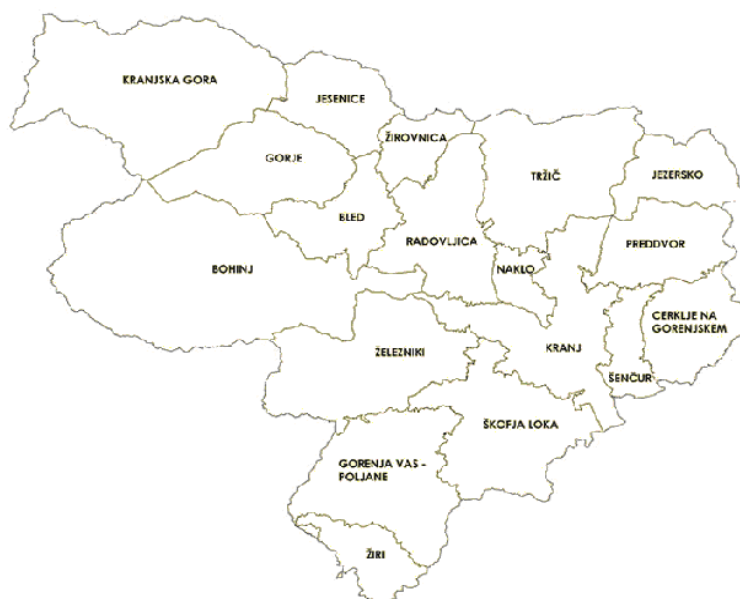 KRANJSKA GORA
JESENICE
ŽIROVNICA
GORJE
TRŽIČ
JEZERSKO
BLED
RADOVLJICA
PREDDVOR
BOHINJ
NAKLO
CERKLJE NA
GORENJSKEM
ŽELEZNIKI
KRANJ
ŠENČUR
ŠKOFJA LOKA
GORENJA VAS -
POLJANE
ŽIRI